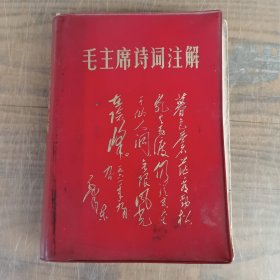 毛主席诗词注解
暮色苍茫看劲松
乱云飞渡仍从容天生
一个仙人洞无限风光
在险峰
毛泽东